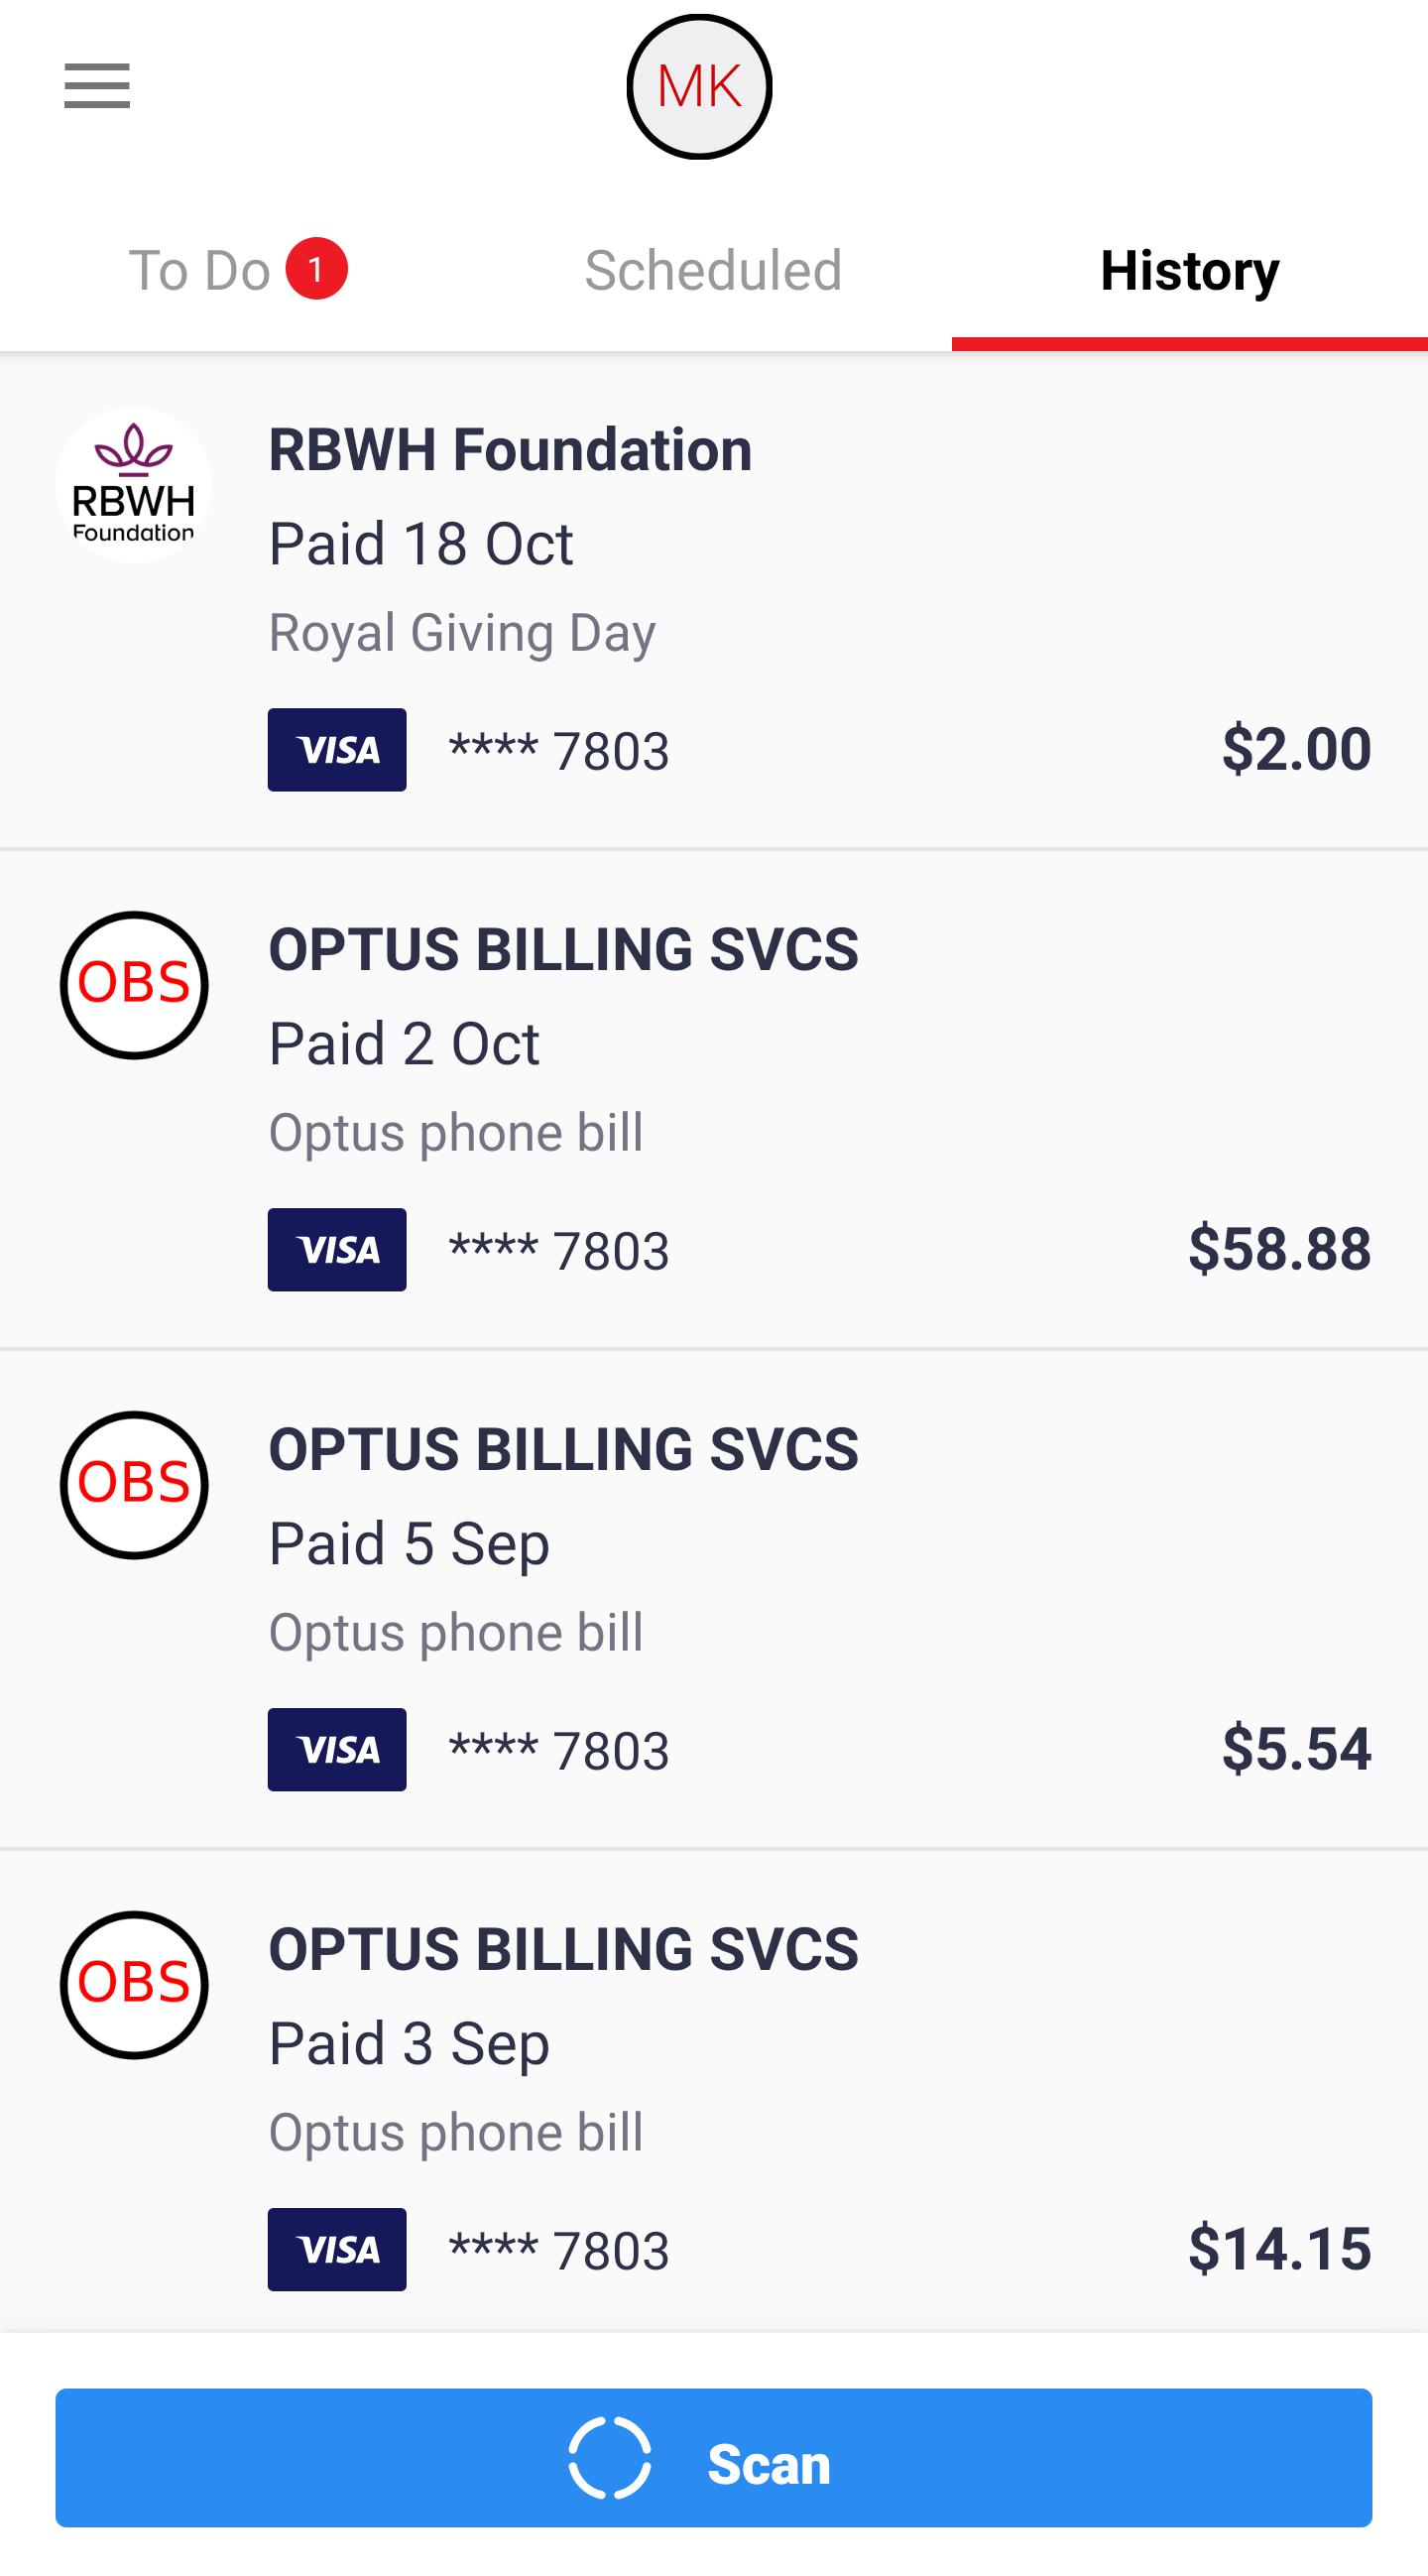 MK
To Do 1
Scheduled
History
RBWH
Foundation
RBWH Foundation
Paid 18 Oct
Royal Giving Day
VISA **** 7803 $2.00
OBS
OPTUS BILLING SVCS
Paid 2 Oct
Optus phone bill
VISA **** 7803 $58.88
OBS
OPTUS BILLING SVCS
Paid 5 Sep
Optus phone bill
VISA **** 7803 $5.54
OBS
OPTUS BILLING SVCS
Paid 3 Sep
Optus phone bill
VISA **** 7803 $14.15
Scan